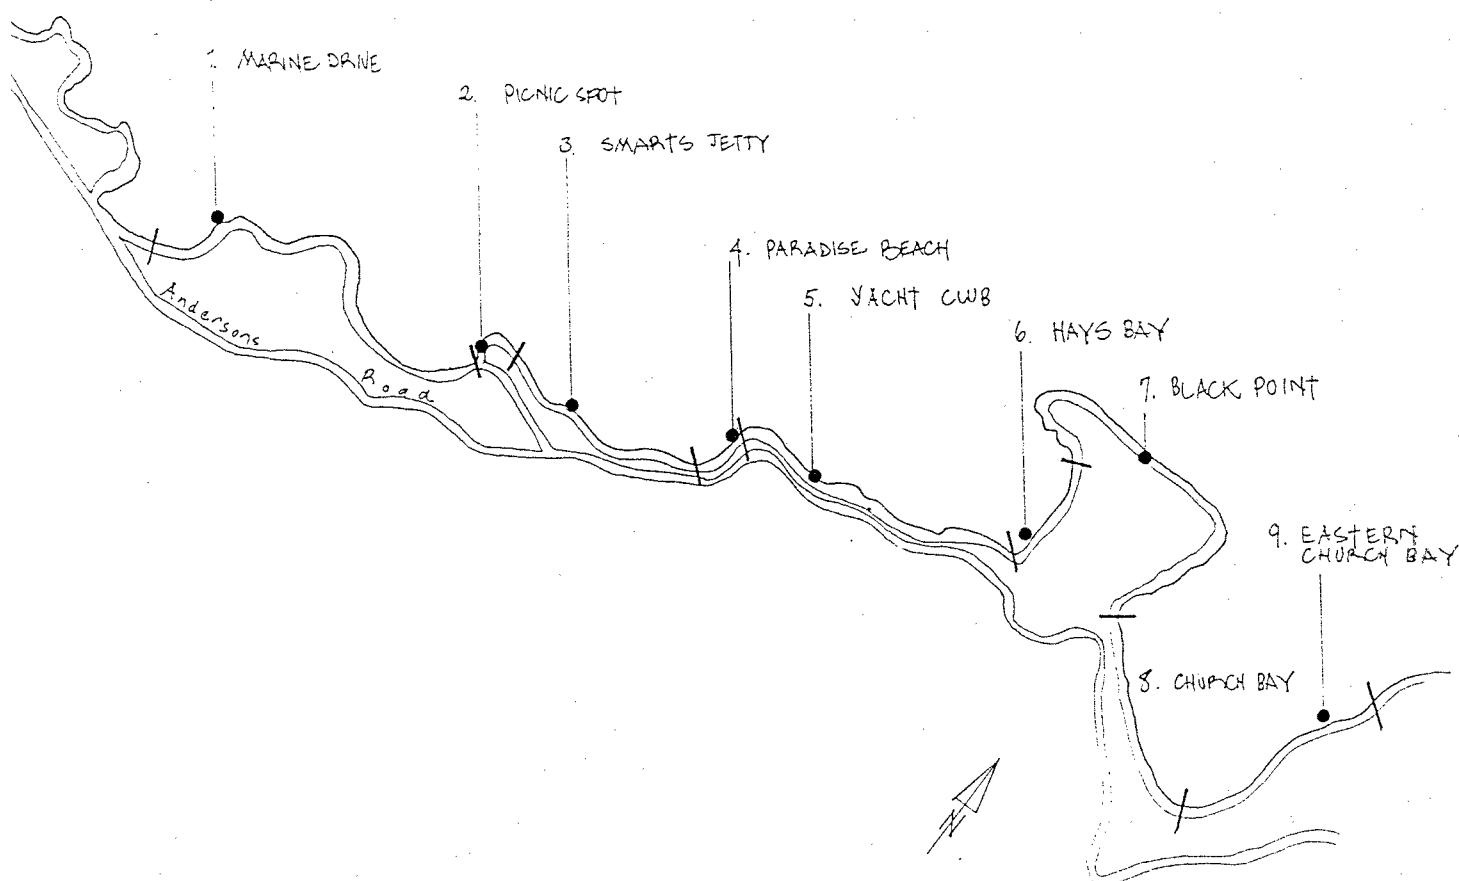 1. MARINE DRIVE
2. PICNIC SPOT
3. SMARTS JETTY
4. PARADISE BEACH
5. YACHT CLUB
6. HAYS BAY
7. BLACK POINT
Andersons Road
9. EASTERN
CHURCH BAY
8. CHURCH BAY
N